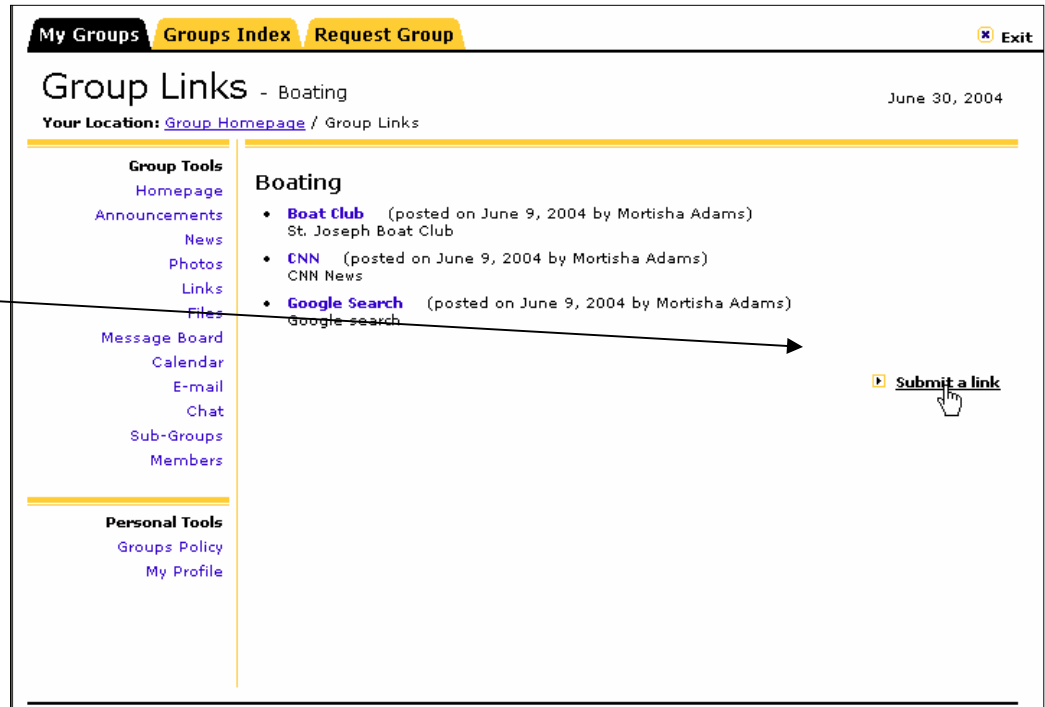 My Groups Groups Index Request Group Exit
Group Links - Boating
June 30, 2004
Your Location: Group Homepage / Group Links
Group Tools
Homepage
Announcements
News
Photos
Links
Files
Message Board
Calendar
E-mail
Chat
Sub-Groups
Members
Personal Tools
Groups Policy
My Profile
Boating
• Boat Club (posted on June 9, 2004 by Mortisha Adams)
St. Joseph Boat Club
• CNN (posted on June 9, 2004 by Mortisha Adams)
CNN News
• Google Search (posted on June 9, 2004 by Mortisha Adams)
Google search
Submit a link